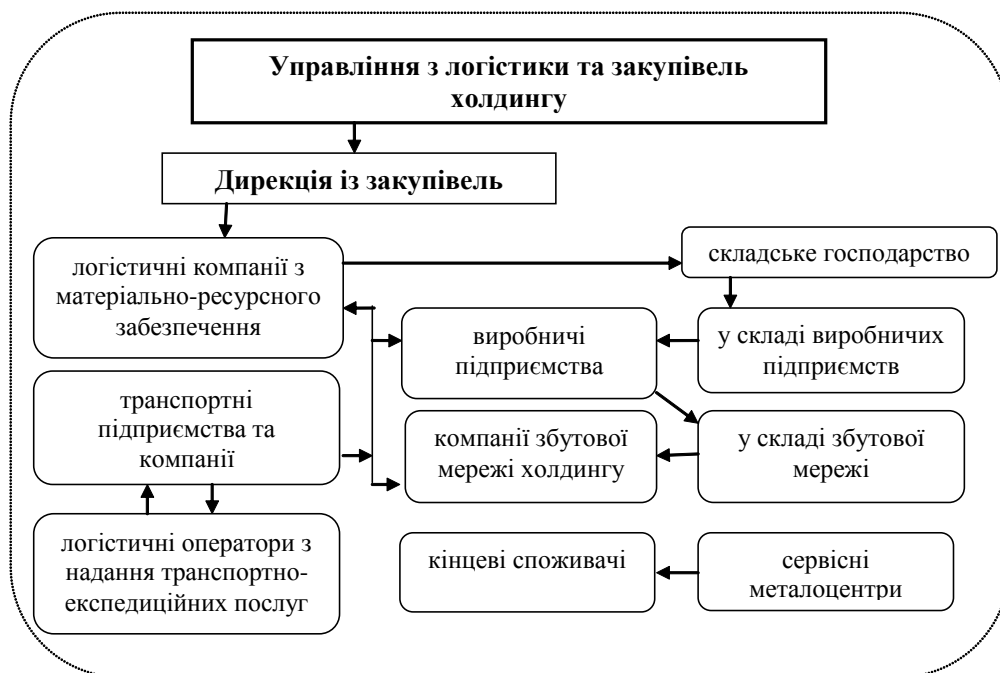 Управління з логістики та закупівель
холдингу
Дирекція із закупівель
логістичні компанії з
матеріально-ресурсного
забезпечення
складське господарство
виробничі
підприємства
у складі виробничих
підприємств
транспортні
підприємства та
компанії
компанії збутової
мережі холдингу
у складі збутової
мережі
логістичні оператори з
надання транспортно-
експедиційних послуг
кінцеві споживачі
сервісні
металоцентри